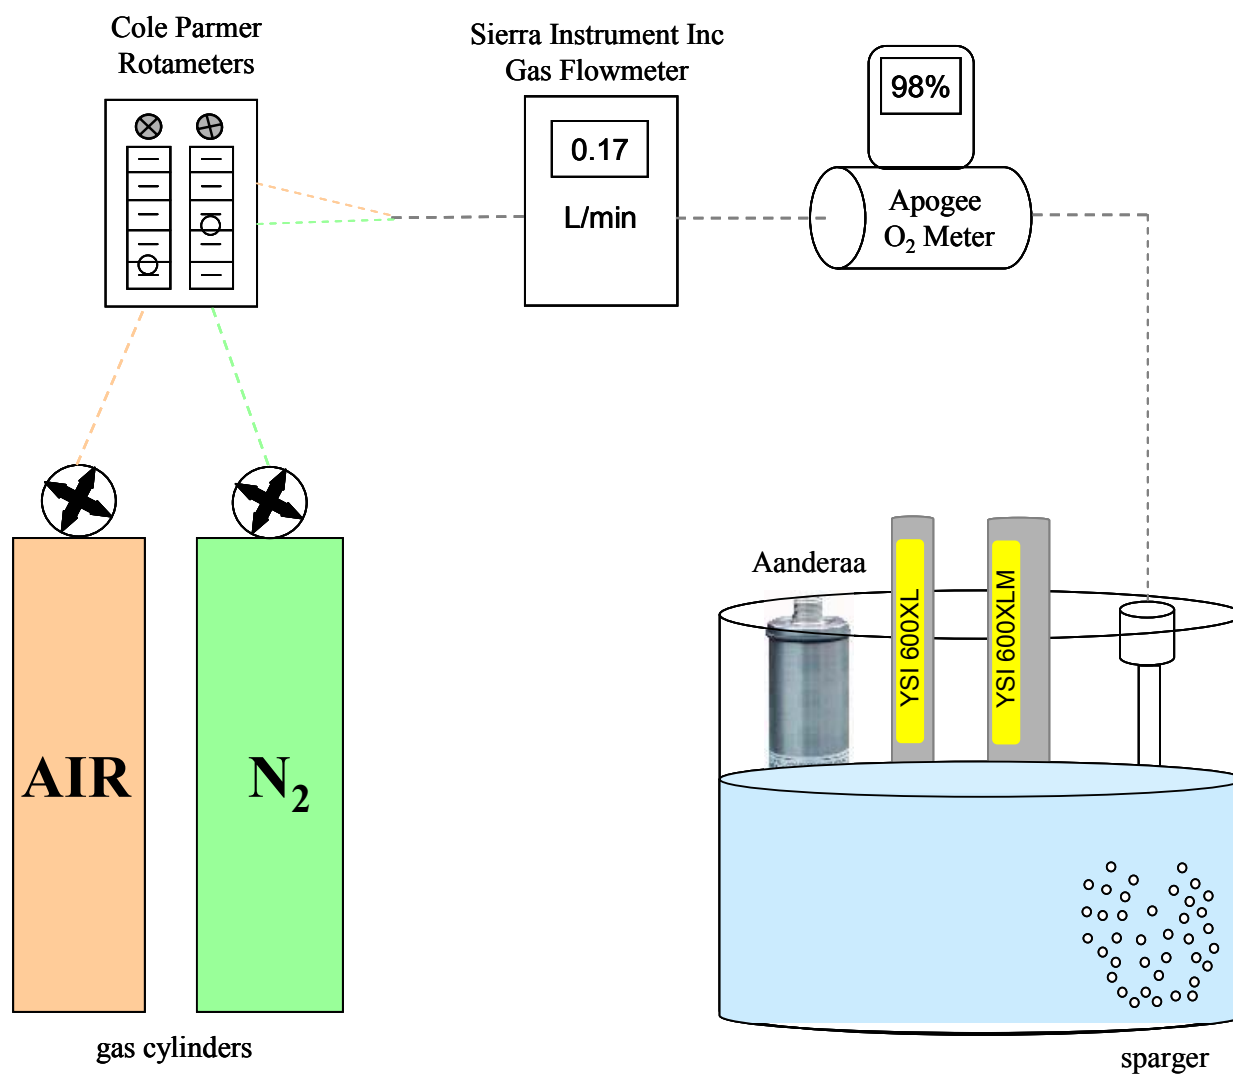 Cole Parmer
Rotameters
Sierra Instrument Inc
Gas Flowmeter
98%
0.17
L/min
Apogee
O₂ Meter
Aanderaa
YSI 600XL
YSI 600XLM
AIR
N₂
gas cylinders
sparger